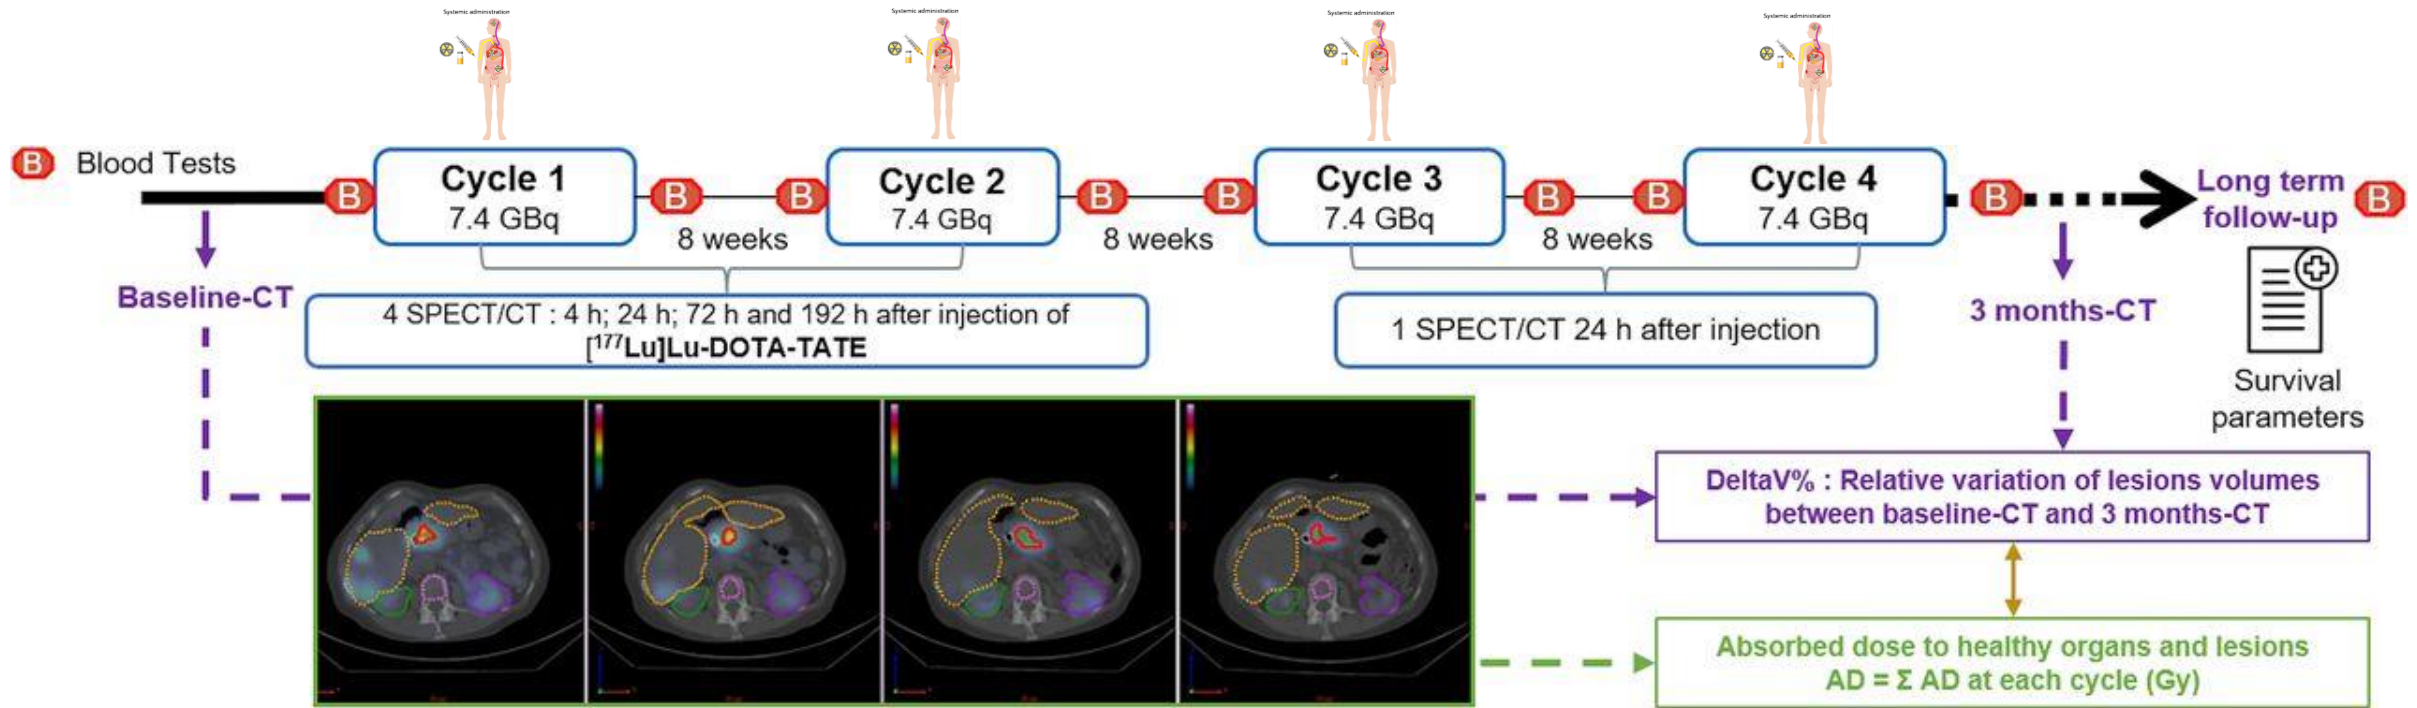 Systemic administration
Systemic administration
Systemic administration
Systemic administration
B Blood Tests
B
Cycle 1
7.4 GBq
B
B
8 weeks
Cycle 2
7.4 GBq
B
B
8 weeks
Cycle 3
7.4 GBq
B
B
8 weeks
Cycle 4
7.4 GBq
B
Long term
follow-up
B
Baseline-CT
4 SPECT/CT : 4 h; 24 h; 72 h and 192 h after injection of
[¹⁷⁷Lu]Lu-DOTA-TATE
1 SPECT/CT 24 h after injection
3 months-CT
Survival
parameters
DeltaV% : Relative variation of lesions volumes
between baseline-CT and 3 months-CT
Absorbed dose to healthy organs and lesions
AD = Σ AD at each cycle (Gy)